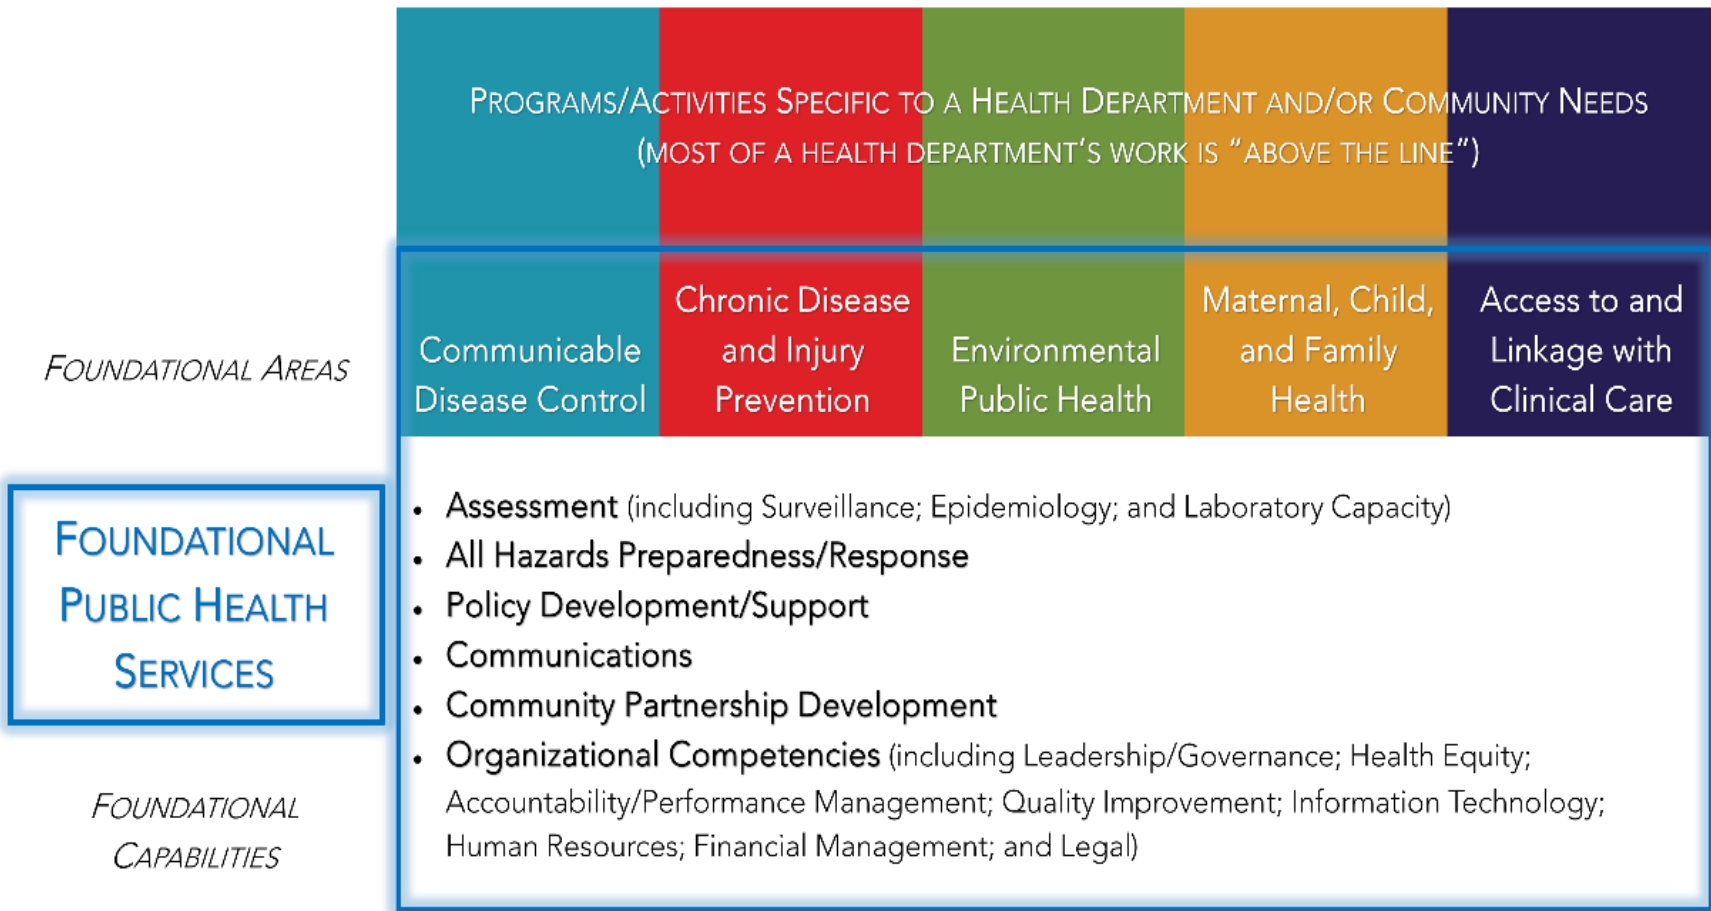 PROGRAMS/ACTIVITIES SPECIFIC TO A HEALTH DEPARTMENT AND/OR COMMUNITY NEEDS
(MOST OF A HEALTH DEPARTMENT'S WORK IS "ABOVE THE LINE")
FOUNDATIONAL AREAS
Communicable
Disease Control
Chronic Disease
and Injury
Prevention
Environmental
Public Health
Maternal, Child,
and Family
Health
Access to and
Linkage with
Clinical Care
FOUNDATIONAL
PUBLIC HEALTH
SERVICES
FOUNDATIONAL
CAPABILITIES
• Assessment (including Surveillance; Epidemiology; and Laboratory Capacity)
• All Hazards Preparedness/Response
• Policy Development/Support
• Communications
• Community Partnership Development
• Organizational Competencies (including Leadership/Governance; Health Equity;
Accountability/Performance Management; Quality Improvement; Information Technology;
Human Resources; Financial Management; and Legal)